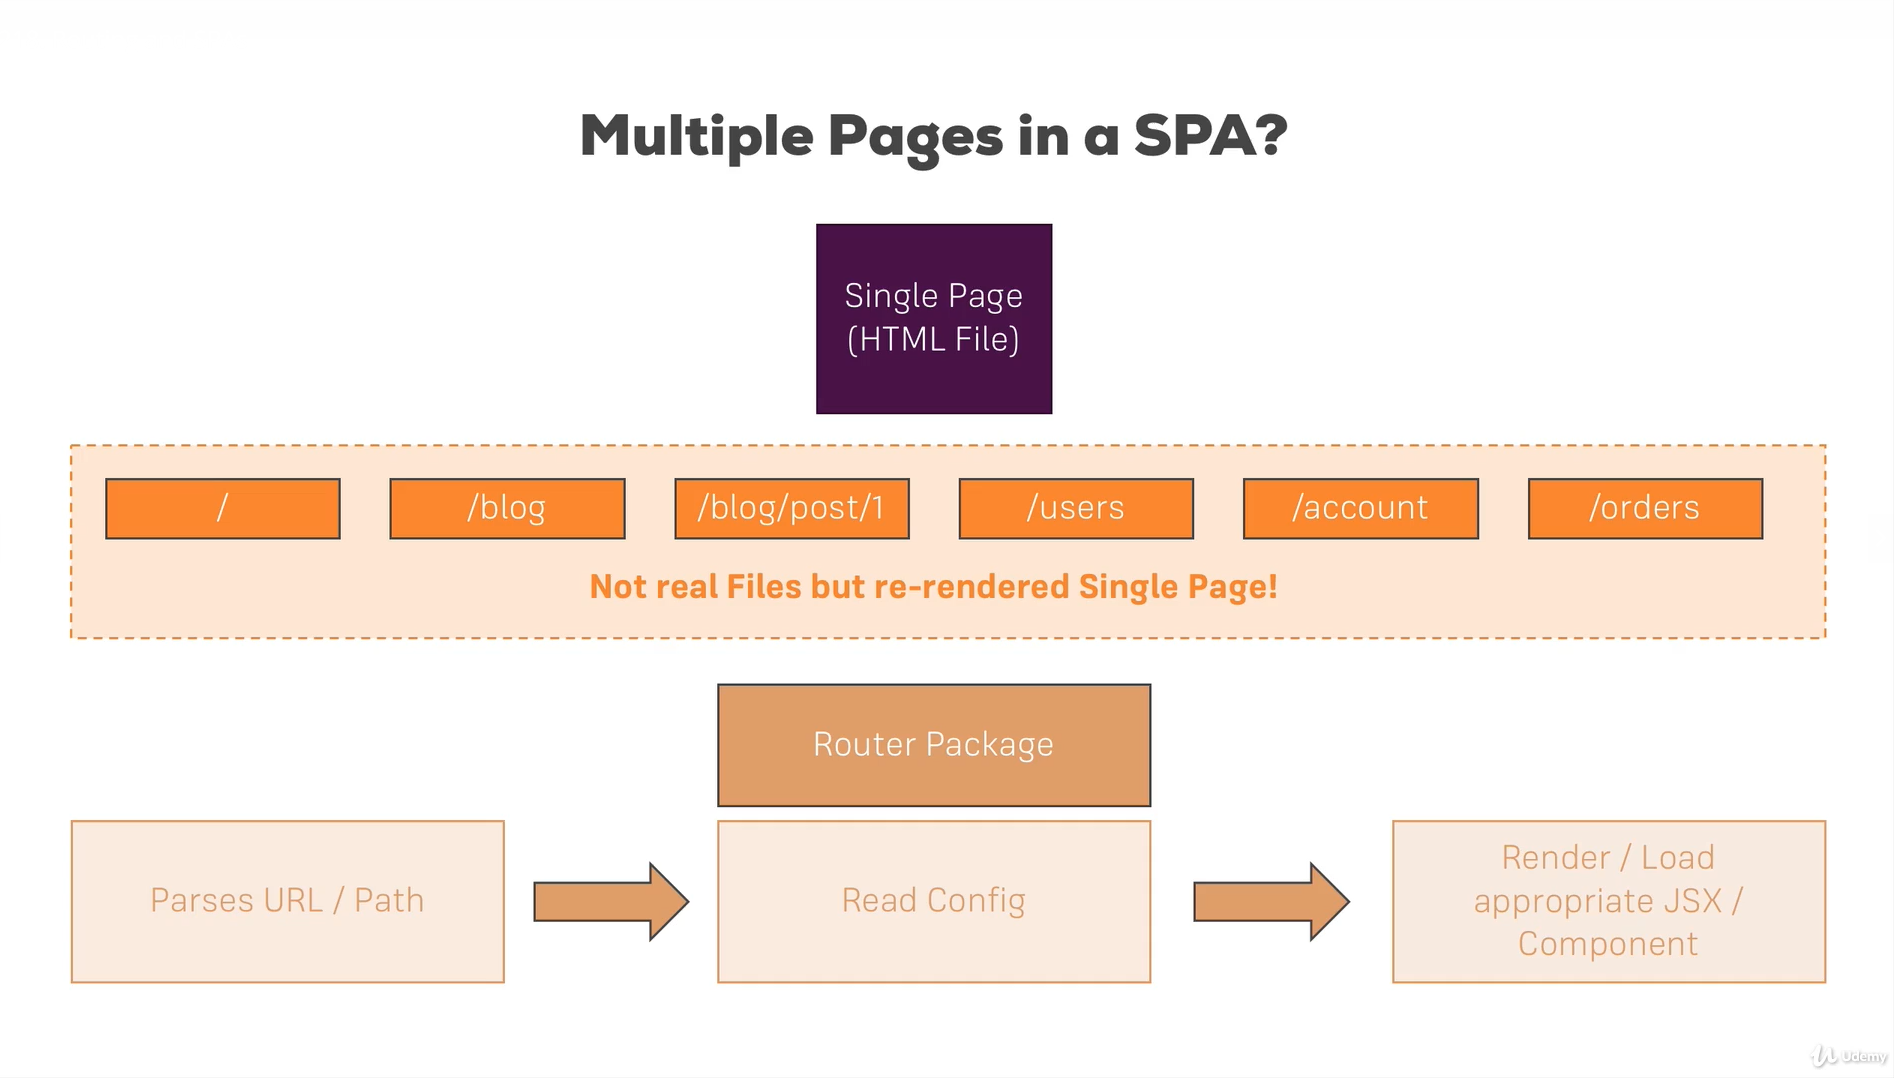 Multiple Pages in a SPA?
Single Page
(HTML File)
/
/blog
/blog/post/1
/users
/account
/orders
Not real Files but re-rendered Single Page!
Router Package
Parses URL / Path
Read Config
Render / Load
appropriate JSX /
Component
Udemy